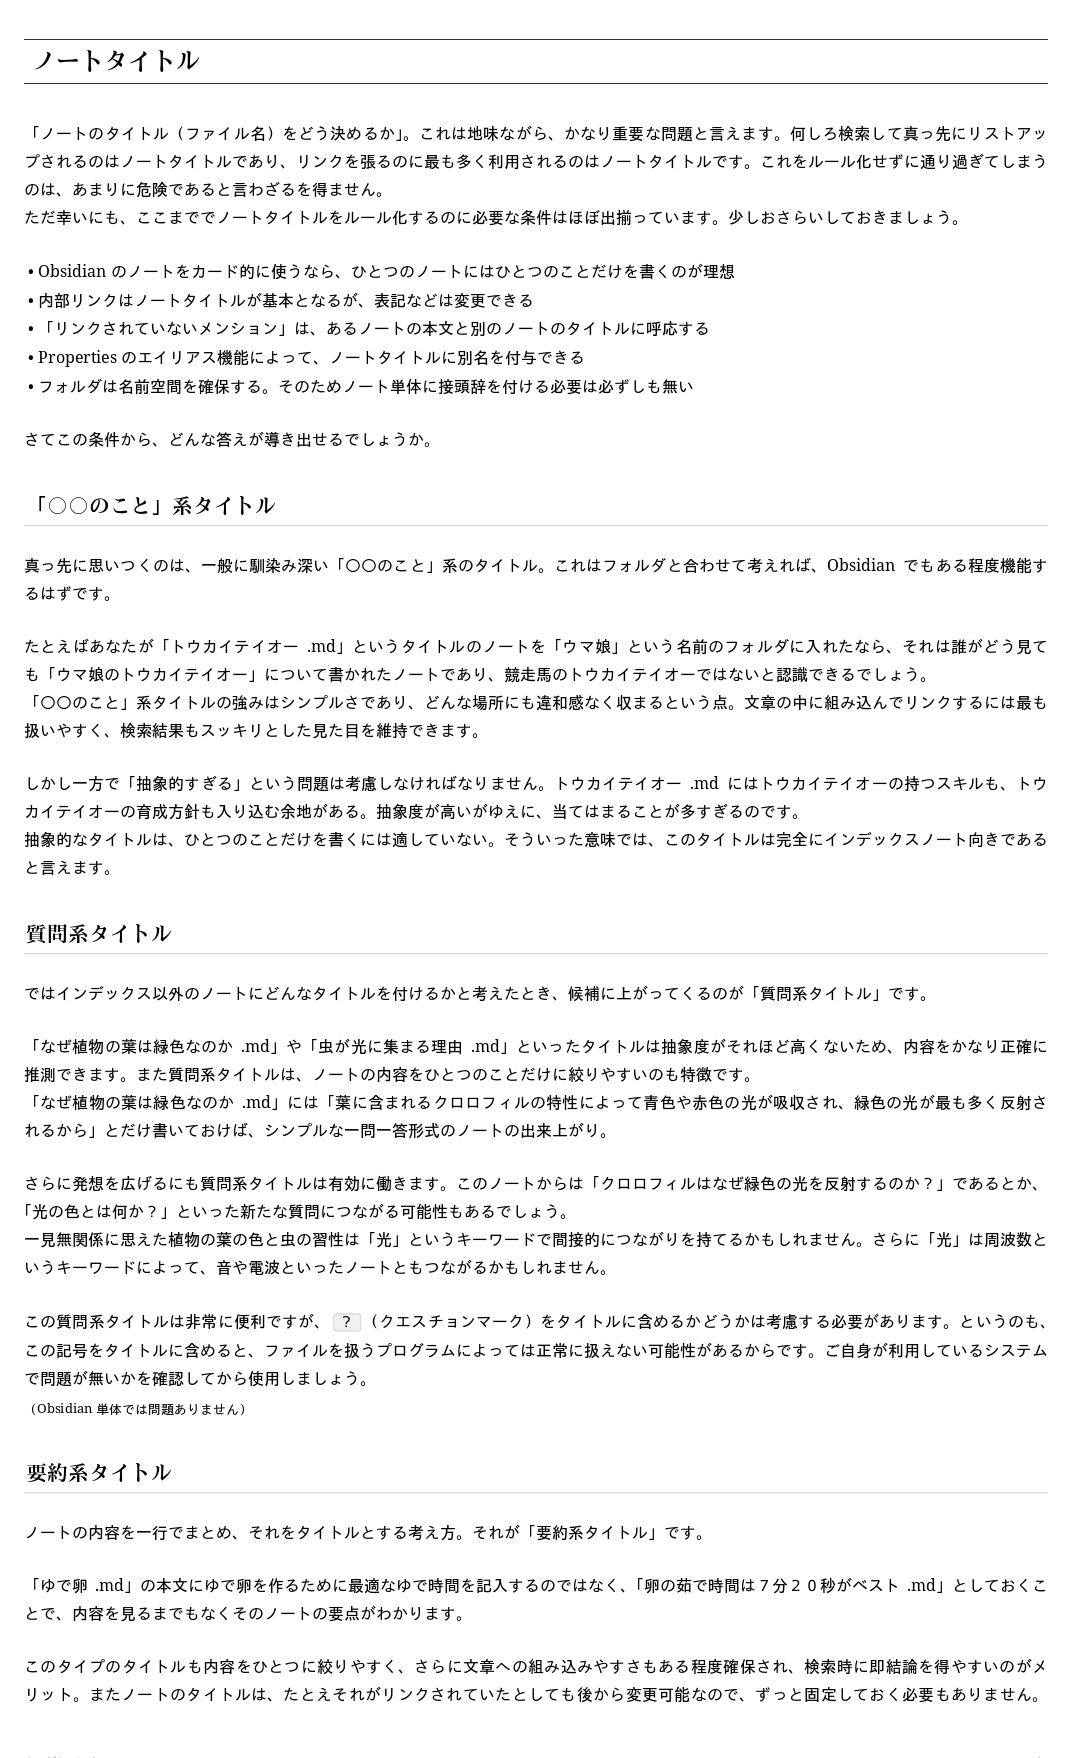 ノートタイトル
「ノートのタイトル（ファイル名）をどう決めるか」。これは地味ながら、かなり重要な問題と言えます。何しろ検索して真っ先にリストアッ
プされるのはノートタイトルであり、リンクを張るのに最も多く利用されるのはノートタイトルです。これをルール化せずに通り過ぎてしまう
のは、あまりに危険であると言わざるを得ません。
ただ幸いにも、ここまででノートタイトルをルール化するのに必要な条件はほぼ出揃っています。少しおさらいしておきましょう。
• Obsidian のノートをカード的に使うなら、ひとつのノートにはひとつのことだけを書くのが理想
• 内部リンクはノートタイトルが基本となるが、表記などは変更できる
• 「リンクされていないメンション」は、あるノートの本文と別のノートのタイトルに呼応する
• Properties のエイリアス機能によって、ノートタイトルに別名を付与できる
• フォルダは名前空間を確保する。そのためノート単体に接頭辞を付ける必要は必ずしも無い
さてこの条件から、どんな答えが導き出せるでしょうか。
「○○のこと」系タイトル
真っ先に思いつくのは、一般に馴染み深い「〇〇のこと」系のタイトル。これはフォルダと合わせて考えれば、Obsidian でもある程度機能す
るはずです。
たとえばあなたが「トウカイテイオー .md」というタイトルのノートを「ウマ娘」という名前のフォルダに入れたなら、それは誰がどう見て
も「ウマ娘のトウカイテイオー」について書かれたノートであり、競走馬のトウカイテイオーではないと認識できるでしょう。
「〇〇のこと」系タイトルの強みはシンプルさであり、どんな場所にも違和感なく収まるという点。文章の中に組み込んでリンクするには最も
扱いやすく、検索結果もスッキリとした見た目を維持できます。
しかし一方で「抽象的すぎる」という問題は考慮しなければなりません。トウカイテイオー .md にはトウカイテイオーの持つスキルも、トウ
カイテイオーの育成方針も入り込む余地がある。抽象度が高いがゆえに、当てはまることが多すぎるのです。
抽象的なタイトルは、ひとつのことだけを書くには適していない。そういった意味では、このタイトルは完全にインデックスノート向きである
と言えます。
質問系タイトル
ではインデックス以外のノートにどんなタイトルを付けるかと考えたとき、候補に上がってくるのが「質問系タイトル」です。
「なぜ植物の葉は緑色なのか .md」や「虫が光に集まる理由 .md」といったタイトルは抽象度がそれほど高くないため、内容をかなり正確に
推測できます。また質問系タイトルは、ノートの内容をひとつのことだけに絞りやすいのも特徴です。
「なぜ植物の葉は緑色なのか .md」には「葉に含まれるクロロフィルの特性によって青色や赤色の光が吸収され、緑色の光が最も多く反射さ
れるから」とだけ書いておけば、シンプルな一問一答形式のノートの出来上がり。
さらに発想を広げるにも質問系タイトルは有効に働きます。このノートからは「クロロフィルはなぜ緑色の光を反射するのか？」であるとか、
「光の色とは何か？」といった新たな質問につながる可能性もあるでしょう。
一見無関係に思えた植物の葉の色と虫の習性は「光」というキーワードで間接的につながりを持てるかもしれません。さらに「光」は周波数と
いうキーワードによって、音や電波といったノートともつながるかもしれません。
この質問系タイトルは非常に便利ですが、 ? （クエスチョンマーク）をタイトルに含めるかどうかは考慮する必要があります。というのも、
この記号をタイトルに含めると、ファイルを扱うプログラムによっては正常に扱えない可能性があるからです。ご自身が利用しているシステム
で問題が無いかを確認してから使用しましょう。
（Obsidian 単体では問題ありません）
要約系タイトル
ノートの内容を一行でまとめ、それをタイトルとする考え方。それが「要約系タイトル」です。
「ゆで卵 .md」の本文にゆで卵を作るために最適なゆで時間を記入するのではなく、「卵の茹で時間は７分２０秒がベスト .md」としておくこ
とで、内容を見るまでもなくそのノートの要点がわかります。
このタイプのタイトルも内容をひとつに絞りやすく、さらに文章への組み込みやすさもある程度確保され、検索時に即結論を得やすいのがメ
リット。またノートのタイトルは、たとえそれがリンクされていたとしても後から変更可能なので、ずっと固定しておく必要もありません。